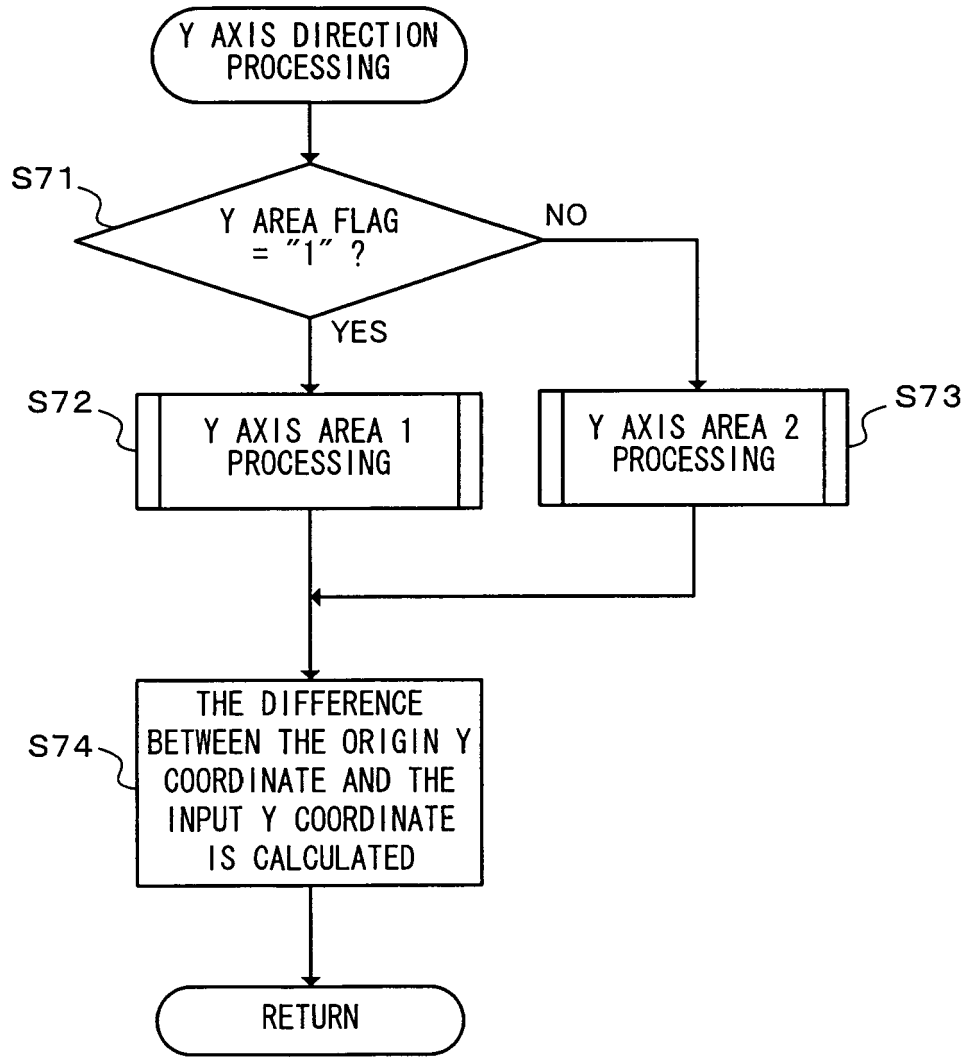 Y AXIS DIRECTION
PROCESSING
S71
Y AREA FLAG
= "1" ?
NO
YES
S72
Y AXIS AREA 1
PROCESSING
Y AXIS AREA 2
PROCESSING
S73
S74
THE DIFFERENCE
BETWEEN THE ORIGIN Y
COORDINATE AND THE
INPUT Y COORDINATE
IS CALCULATED
RETURN